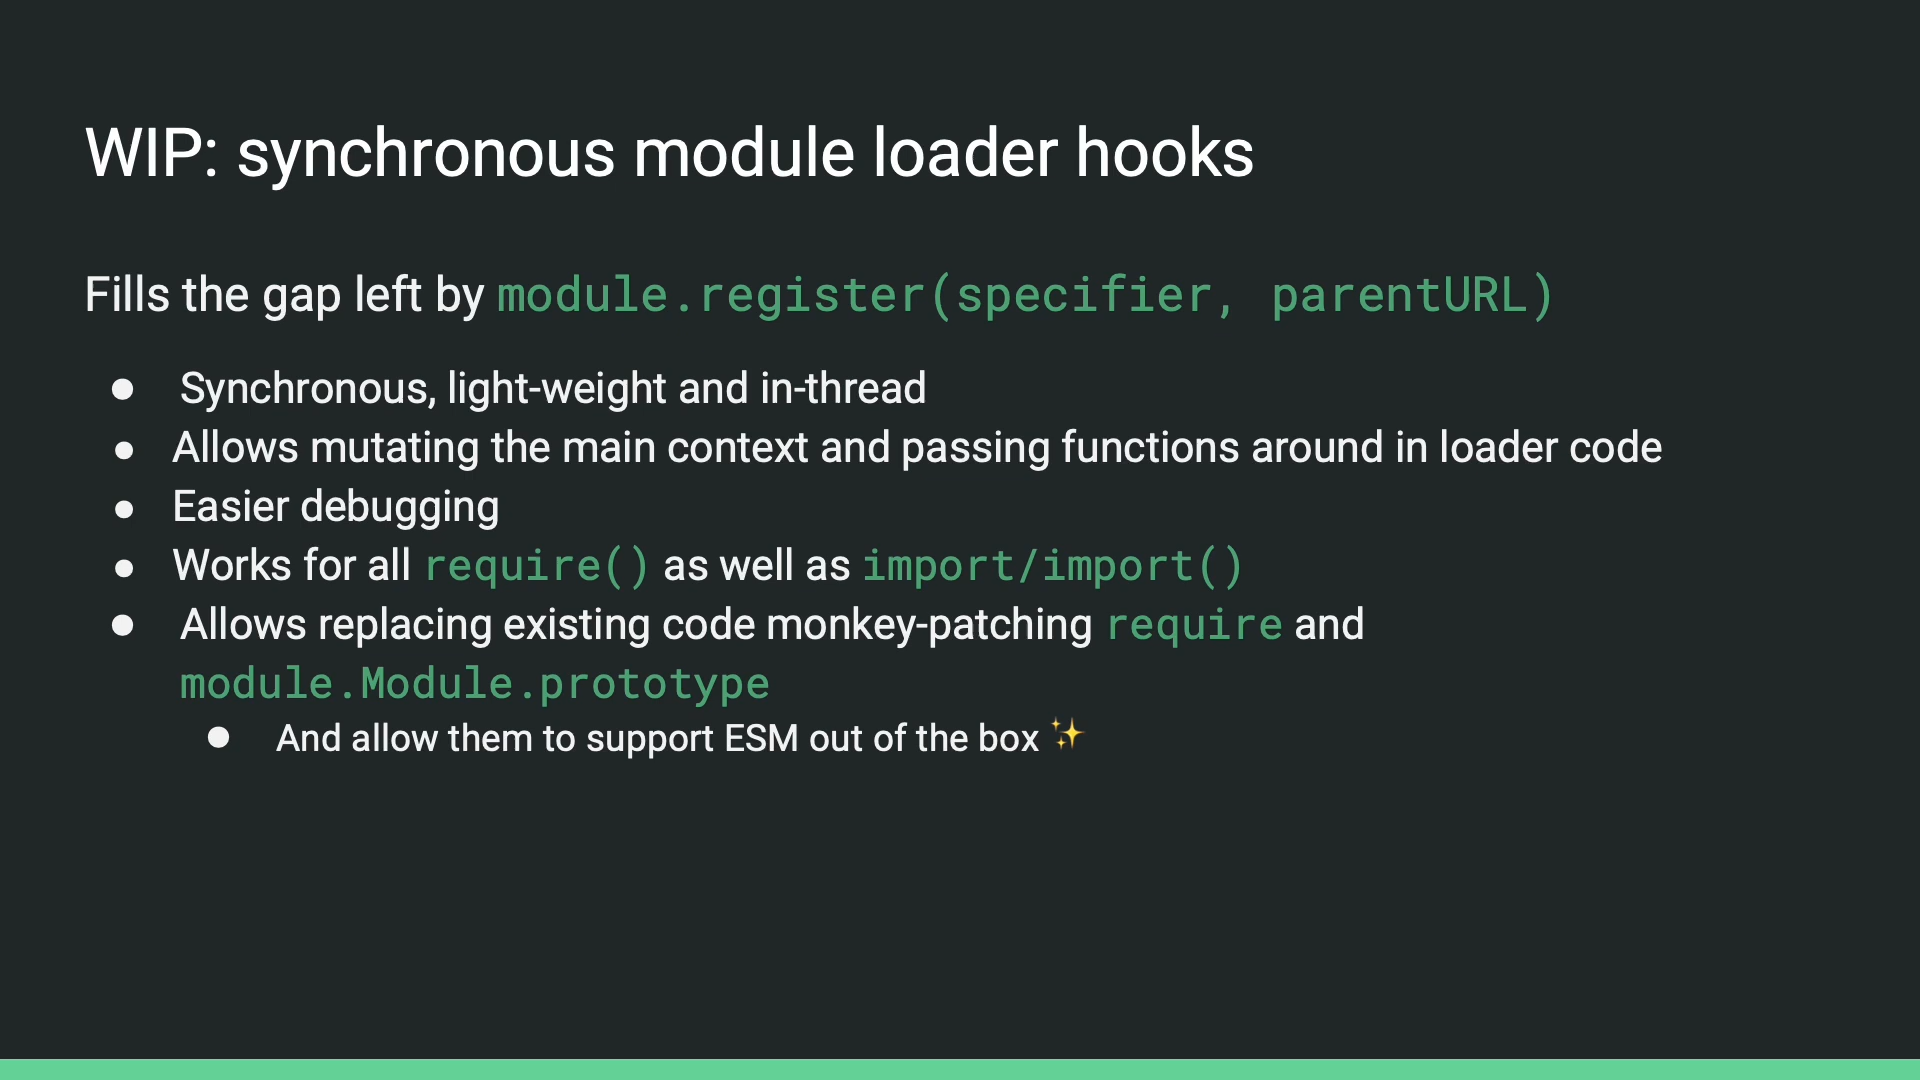 WIP: synchronous module loader hooks
Fills the gap left by module.register(specifier, parentURL)
● Synchronous, light-weight and in-thread
● Allows mutating the main context and passing functions around in loader code
● Easier debugging
● Works for all require() as well as import/import()
● Allows replacing existing code monkey-patching require and
module.Module.prototype
● And allow them to support ESM out of the box ✨